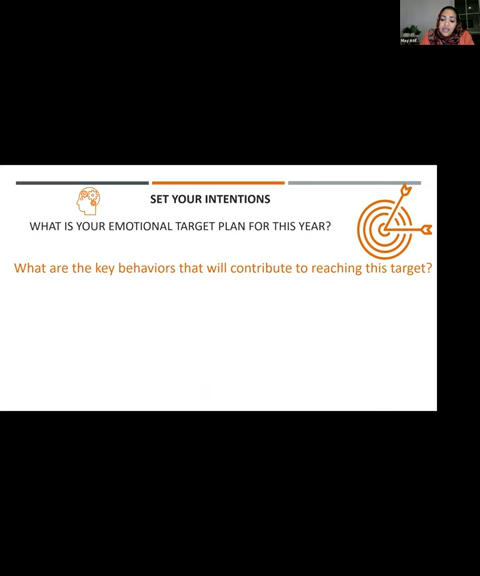 SET YOUR INTENTIONS
WHAT IS YOUR EMOTIONAL TARGET PLAN FOR THIS YEAR?
What are the key behaviors that will contribute to reaching this target?